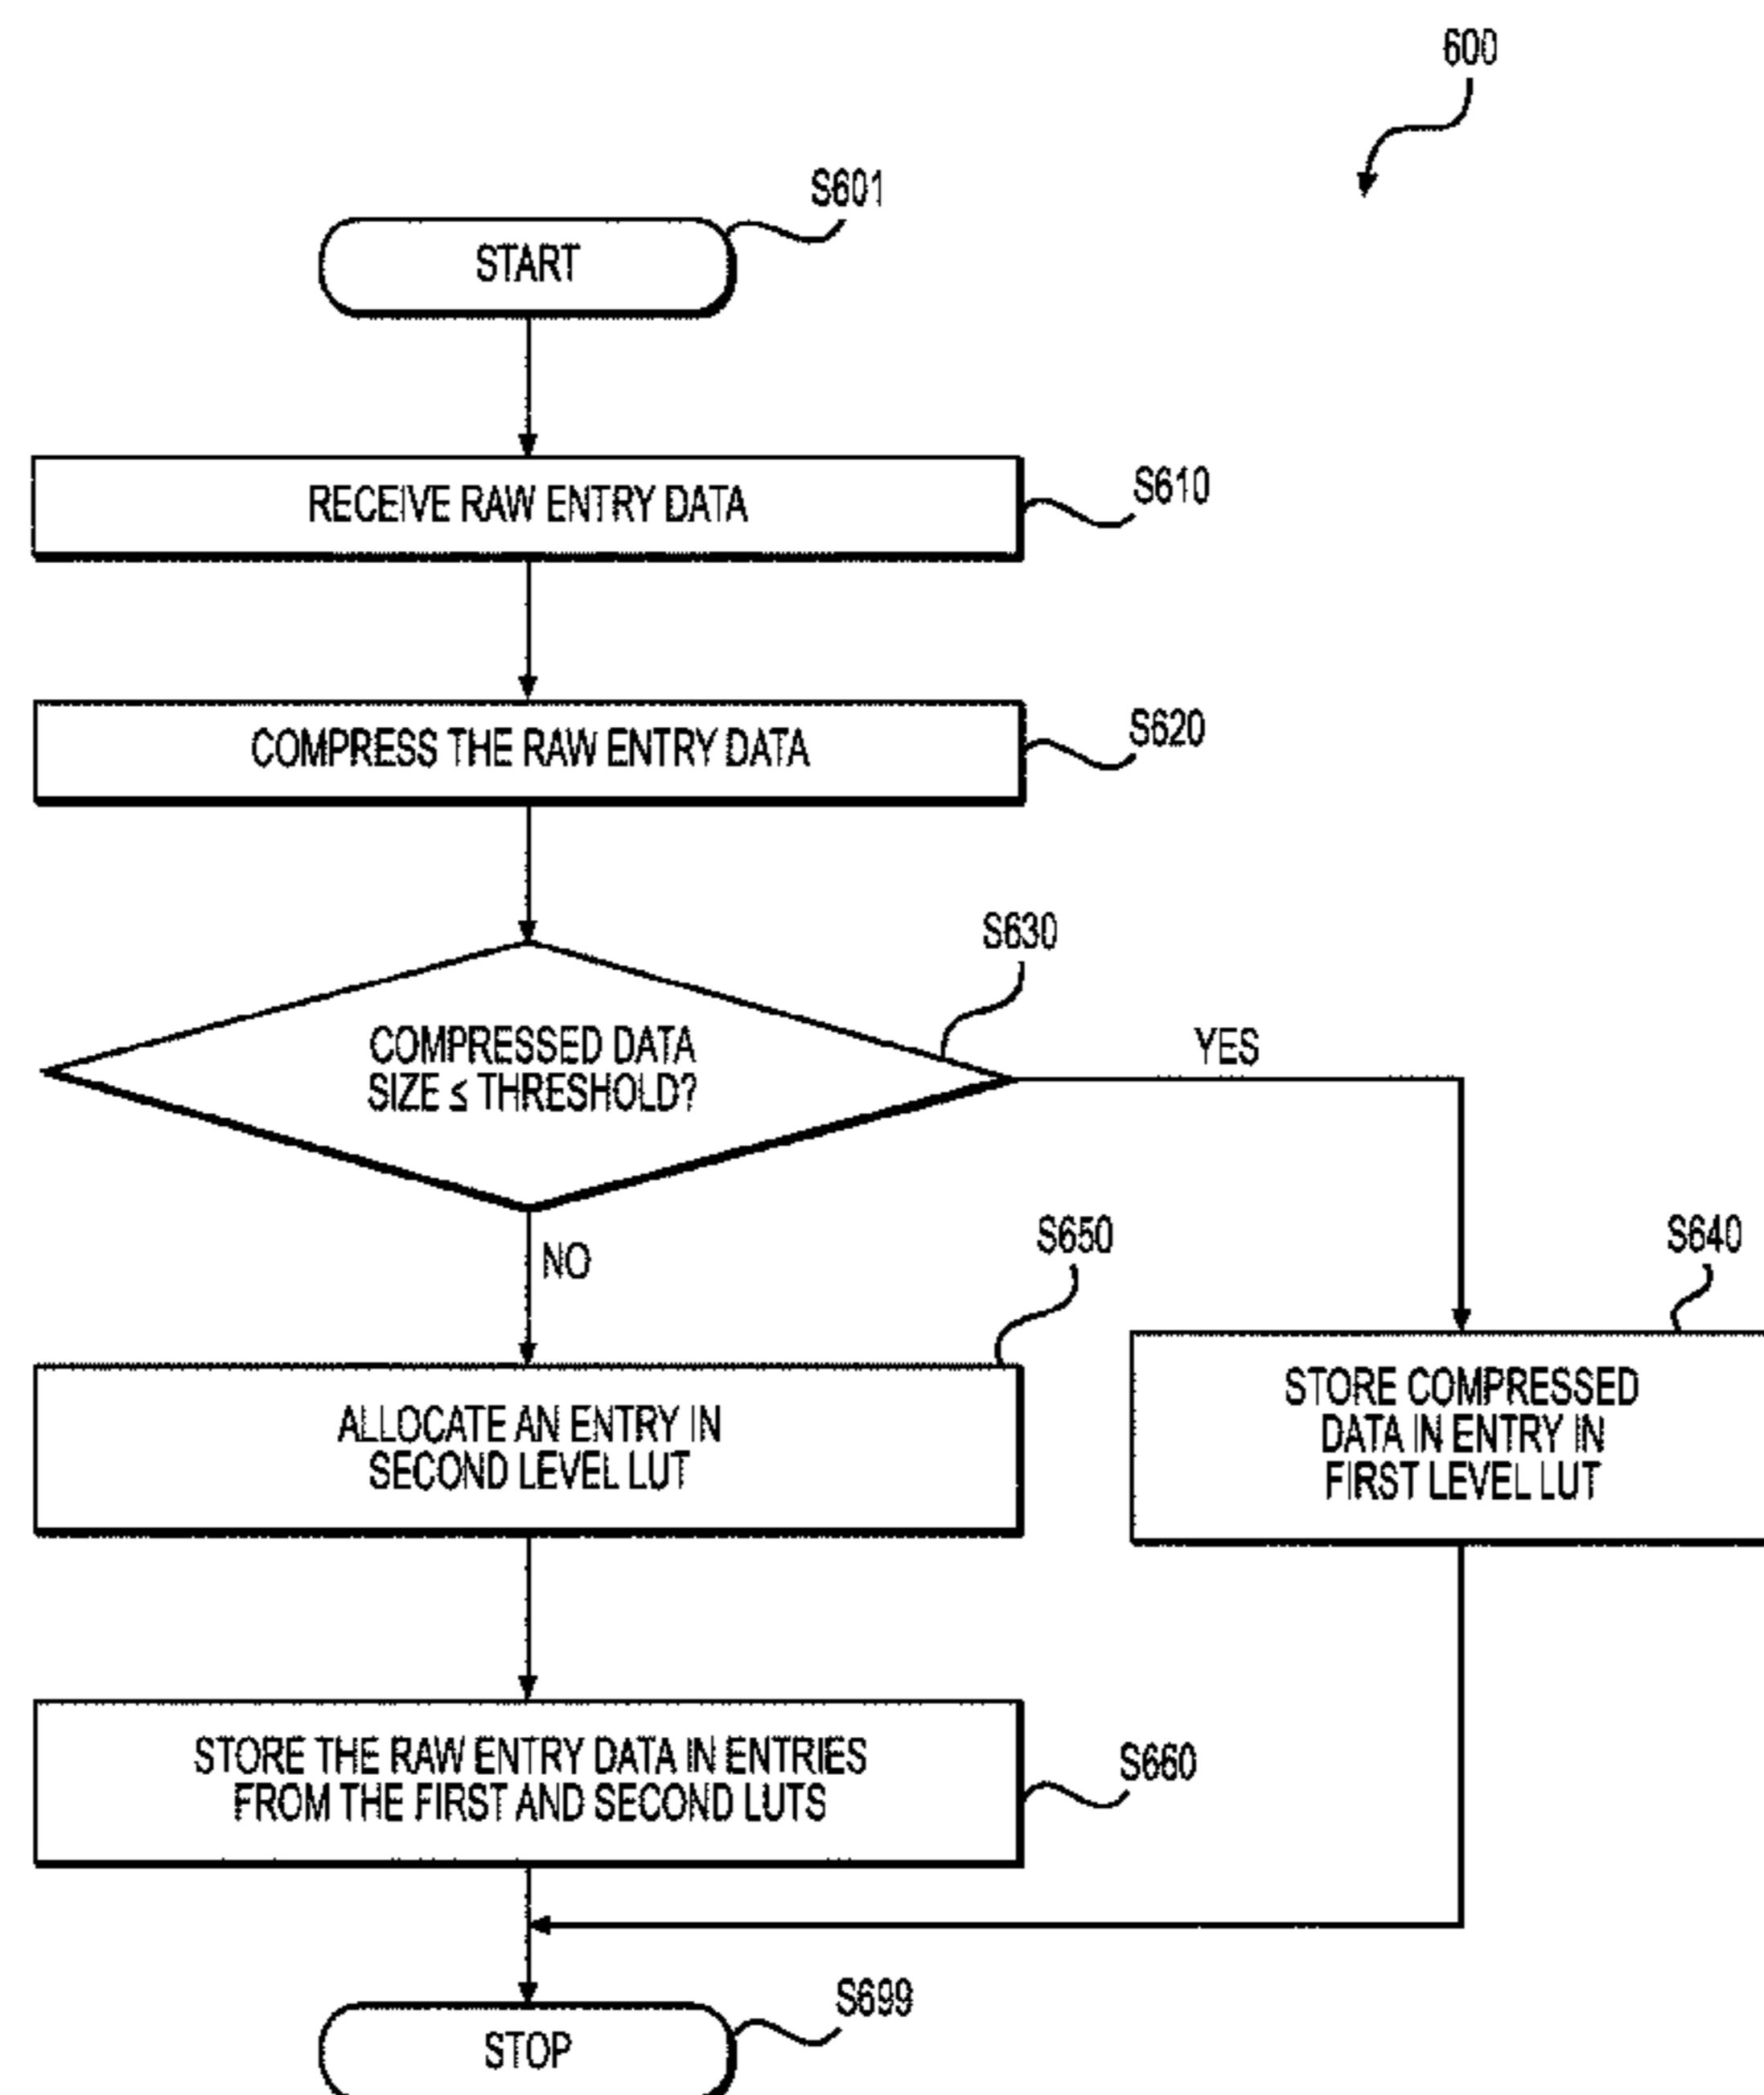 600
S601
START
RECEIVE RAW ENTRY DATA
S610
COMPRESS THE RAW ENTRY DATA
S620
S630
COMPRESSED DATA
SIZE ≤ THRESHOLD?
YES
NO
S650
S640
ALLOCATE AN ENTRY IN
SECOND LEVEL LUT
STORE COMPRESSED
DATA IN ENTRY IN
FIRST LEVEL LUT
STORE THE RAW ENTRY DATA IN ENTRIES
FROM THE FIRST AND SECOND LUTS
S660
S699
STOP